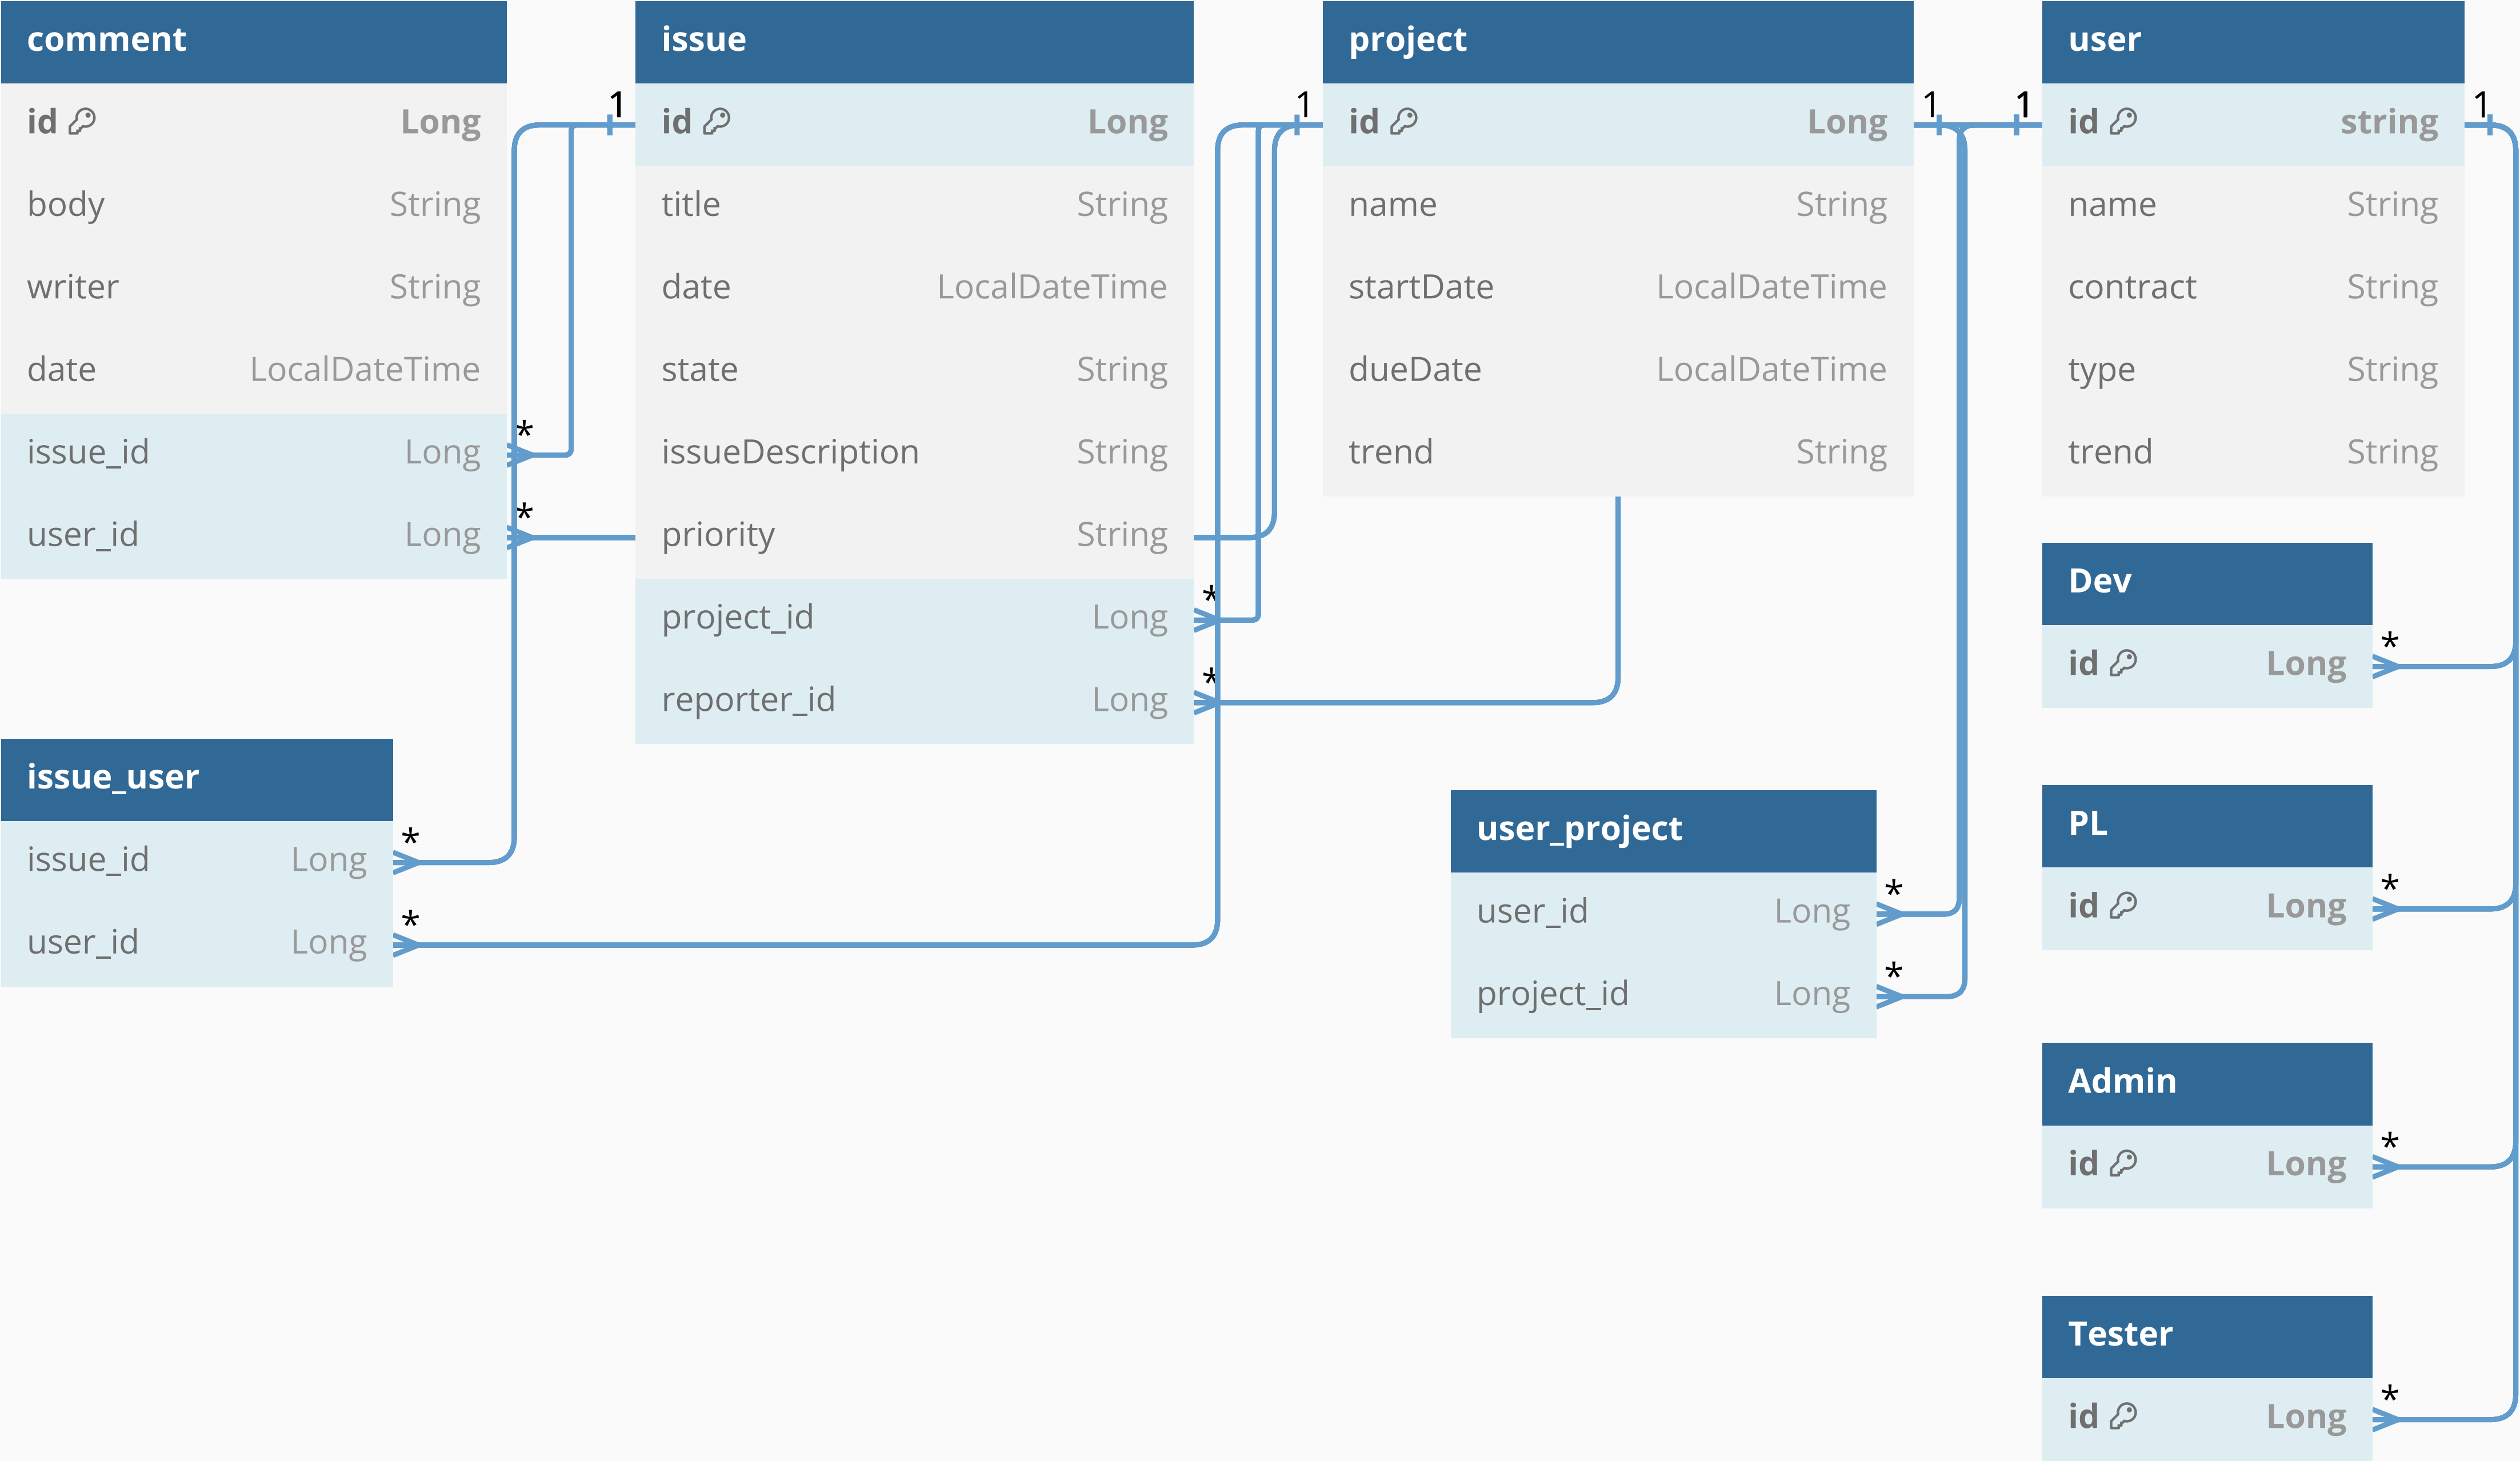 comment
id Long
body String
writer String
date LocalDateTime
issue_id Long
user_id Long
issue
id Long
title String
date LocalDateTime
state String
issueDescription String
priority String
project_id Long
reporter_id Long
project
id Long
name String
startDate LocalDateTime
dueDate LocalDateTime
trend String
user
id string
name String
contract String
type String
trend String
Dev
id Long
PL
id Long
Admin
id Long
Tester
id Long
issue_user
issue_id Long
user_id Long
user_project
user_id Long
project_id Long
1
1
1
1
1
*
*
*
*
*
*
*
*
*
*
*
*